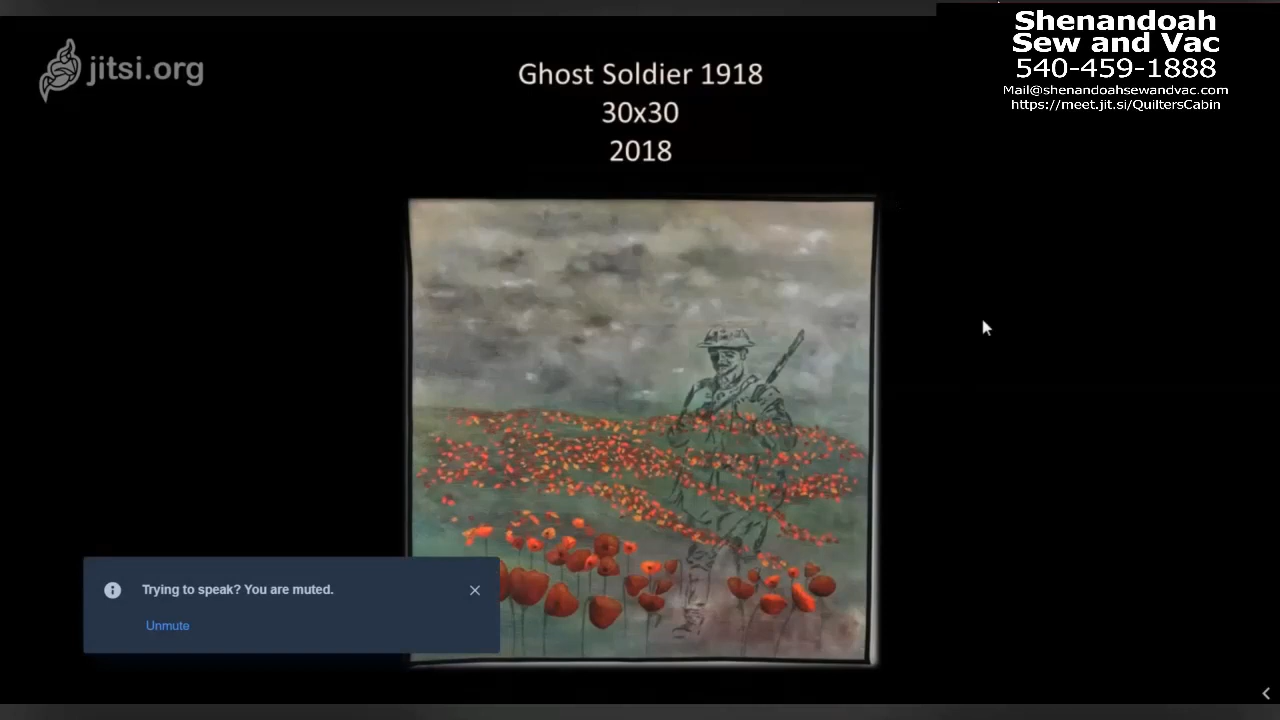 jitsi.org
Ghost Soldier 1918
30x30
2018
Shenandoah
Sew and Vac
540-459-1888
Mail@shenandoahsewandvac.com
https://meet.jit.si/QuiltersCabin
Trying to speak? You are muted.
Unmute